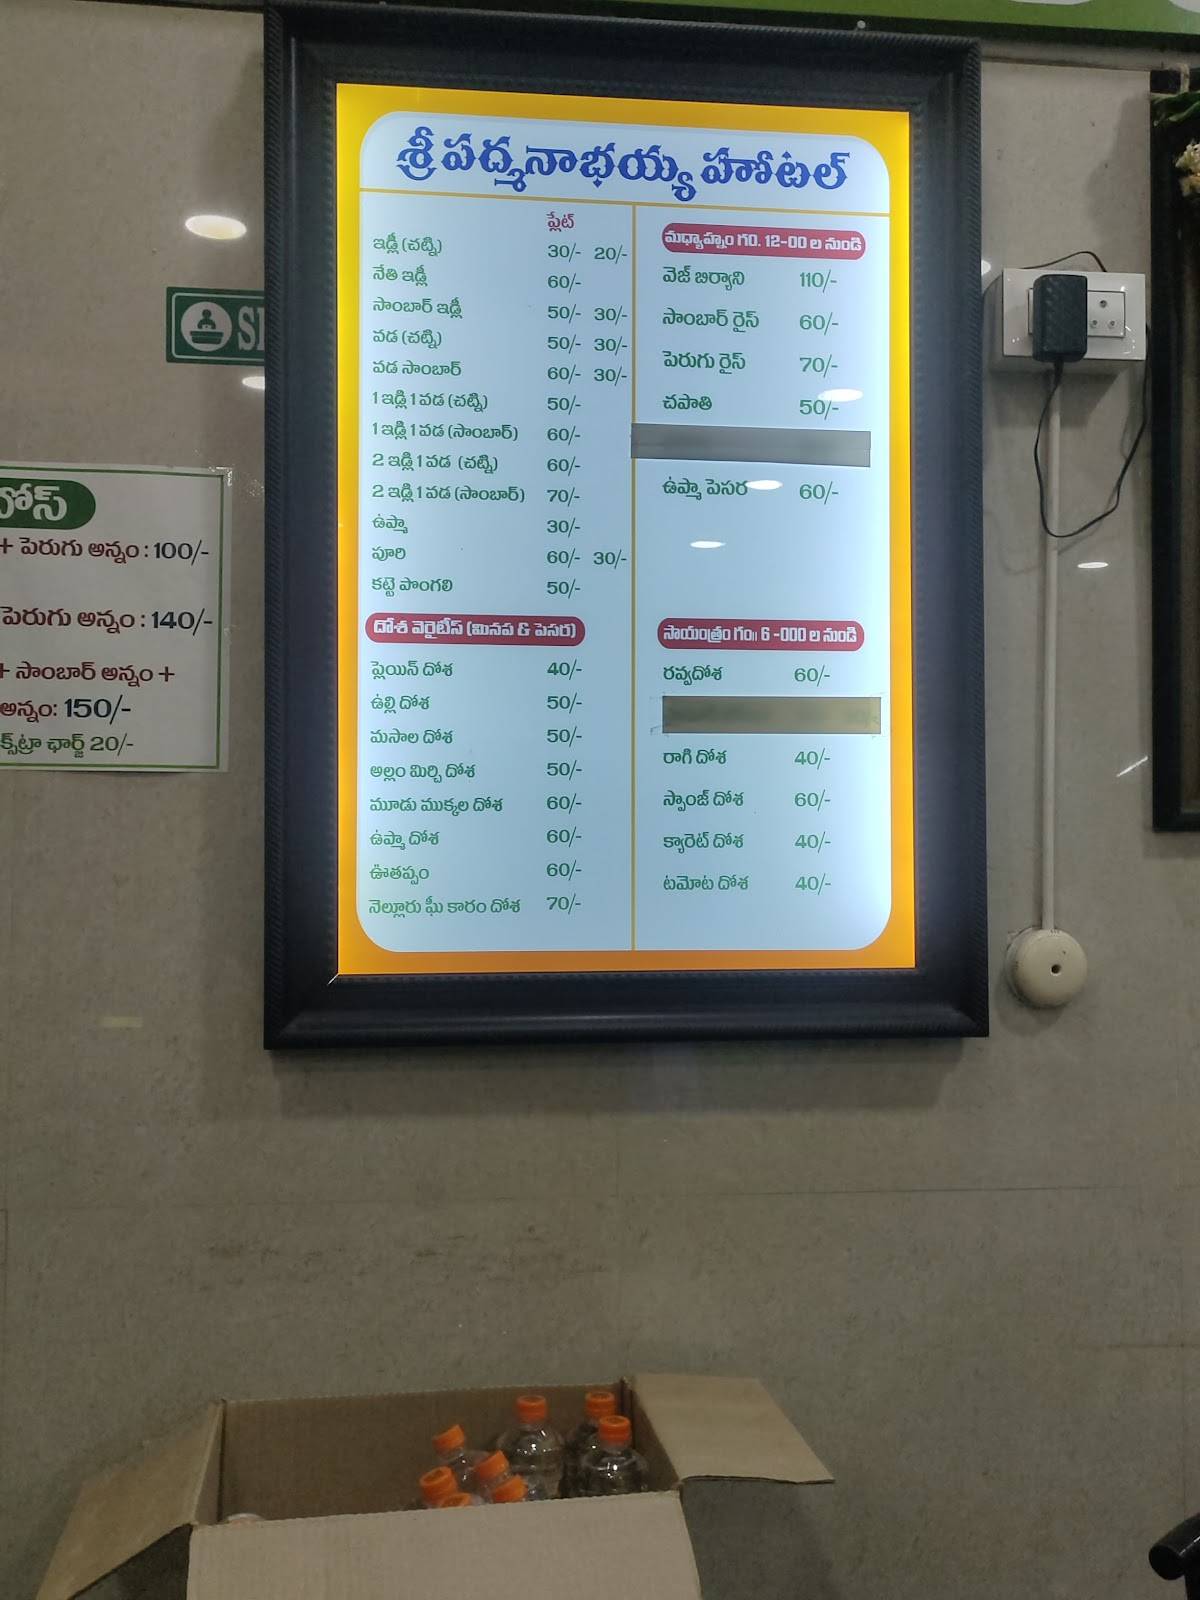 శ్రీ పద్మనాభయ్య హోటల్
ప్లేట్
ఇడ్లీ (చట్ని) 30/- 20/-
నేతి ఇడ్లీ 60/-
సాంబార్ ఇడ్లీ 50/- 30/-
వడ (చట్ని) 50/- 30/-
వడ సాంబార్ 60/- 30/-
1 ఇడ్లి 1 వడ (చట్ని) 50/-
1 ఇడ్లి 1 వడ (సాంబార్) 60/-
2 ఇడ్లి 1 వడ (చట్ని) 60/-
2 ఇడ్లి 1 వడ (సాంబార్) 70/-
ఉప్మా 30/-
పూరి 60/- 30/-
కట్టె పొంగలి 50/-
దోశ వెరైటీస్ (మినప & పెసర)
ప్లెయిన్ దోశ 40/-
ఉల్లి దోశ 50/-
మసాల దోశ 50/-
అల్లం మిర్చి దోశ 50/-
మూడు ముక్కల దోశ 60/-
ఉప్మా దోశ 60/-
ఊతప్పం 60/-
నెల్లూరు ఘీ కారం దోశ 70/-
మధ్యాహ్నం గం. 12-00 ల నుండి
వెజ్ బిర్యాని 110/-
సాంబార్ రైస్ 60/-
పెరుగు రైస్ 70/-
చపాతి 50/-
ఉప్మా పెసర 60/-
సాయంత్రం గం॥ 6 -000 ల నుండి
రవ్వదోశ 60/-
రాగి దోశ 40/-
స్పాంజ్ దోశ 60/-
క్యారెట్ దోశ 40/-
టమోట దోశ 40/-
+ పెరుగు అన్నం : 100/-
పెరుగు అన్నం : 140/-
+ సాంబార్ అన్నం +
అన్నం: 150/-
ఛార్జ్ 20/-